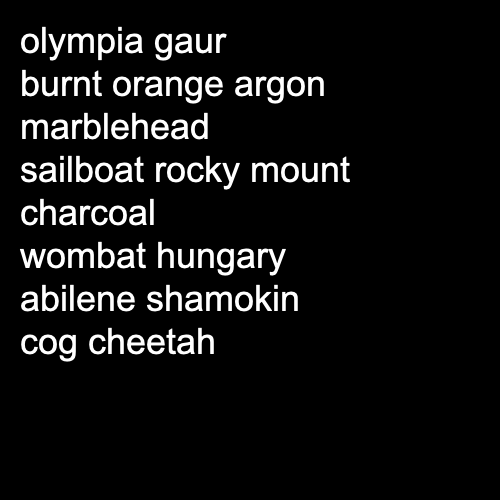 olympia gaur
burnt orange argon
marblehead
sailboat rocky mount
charcoal
wombat hungary
abilene shamokin
cog cheetah